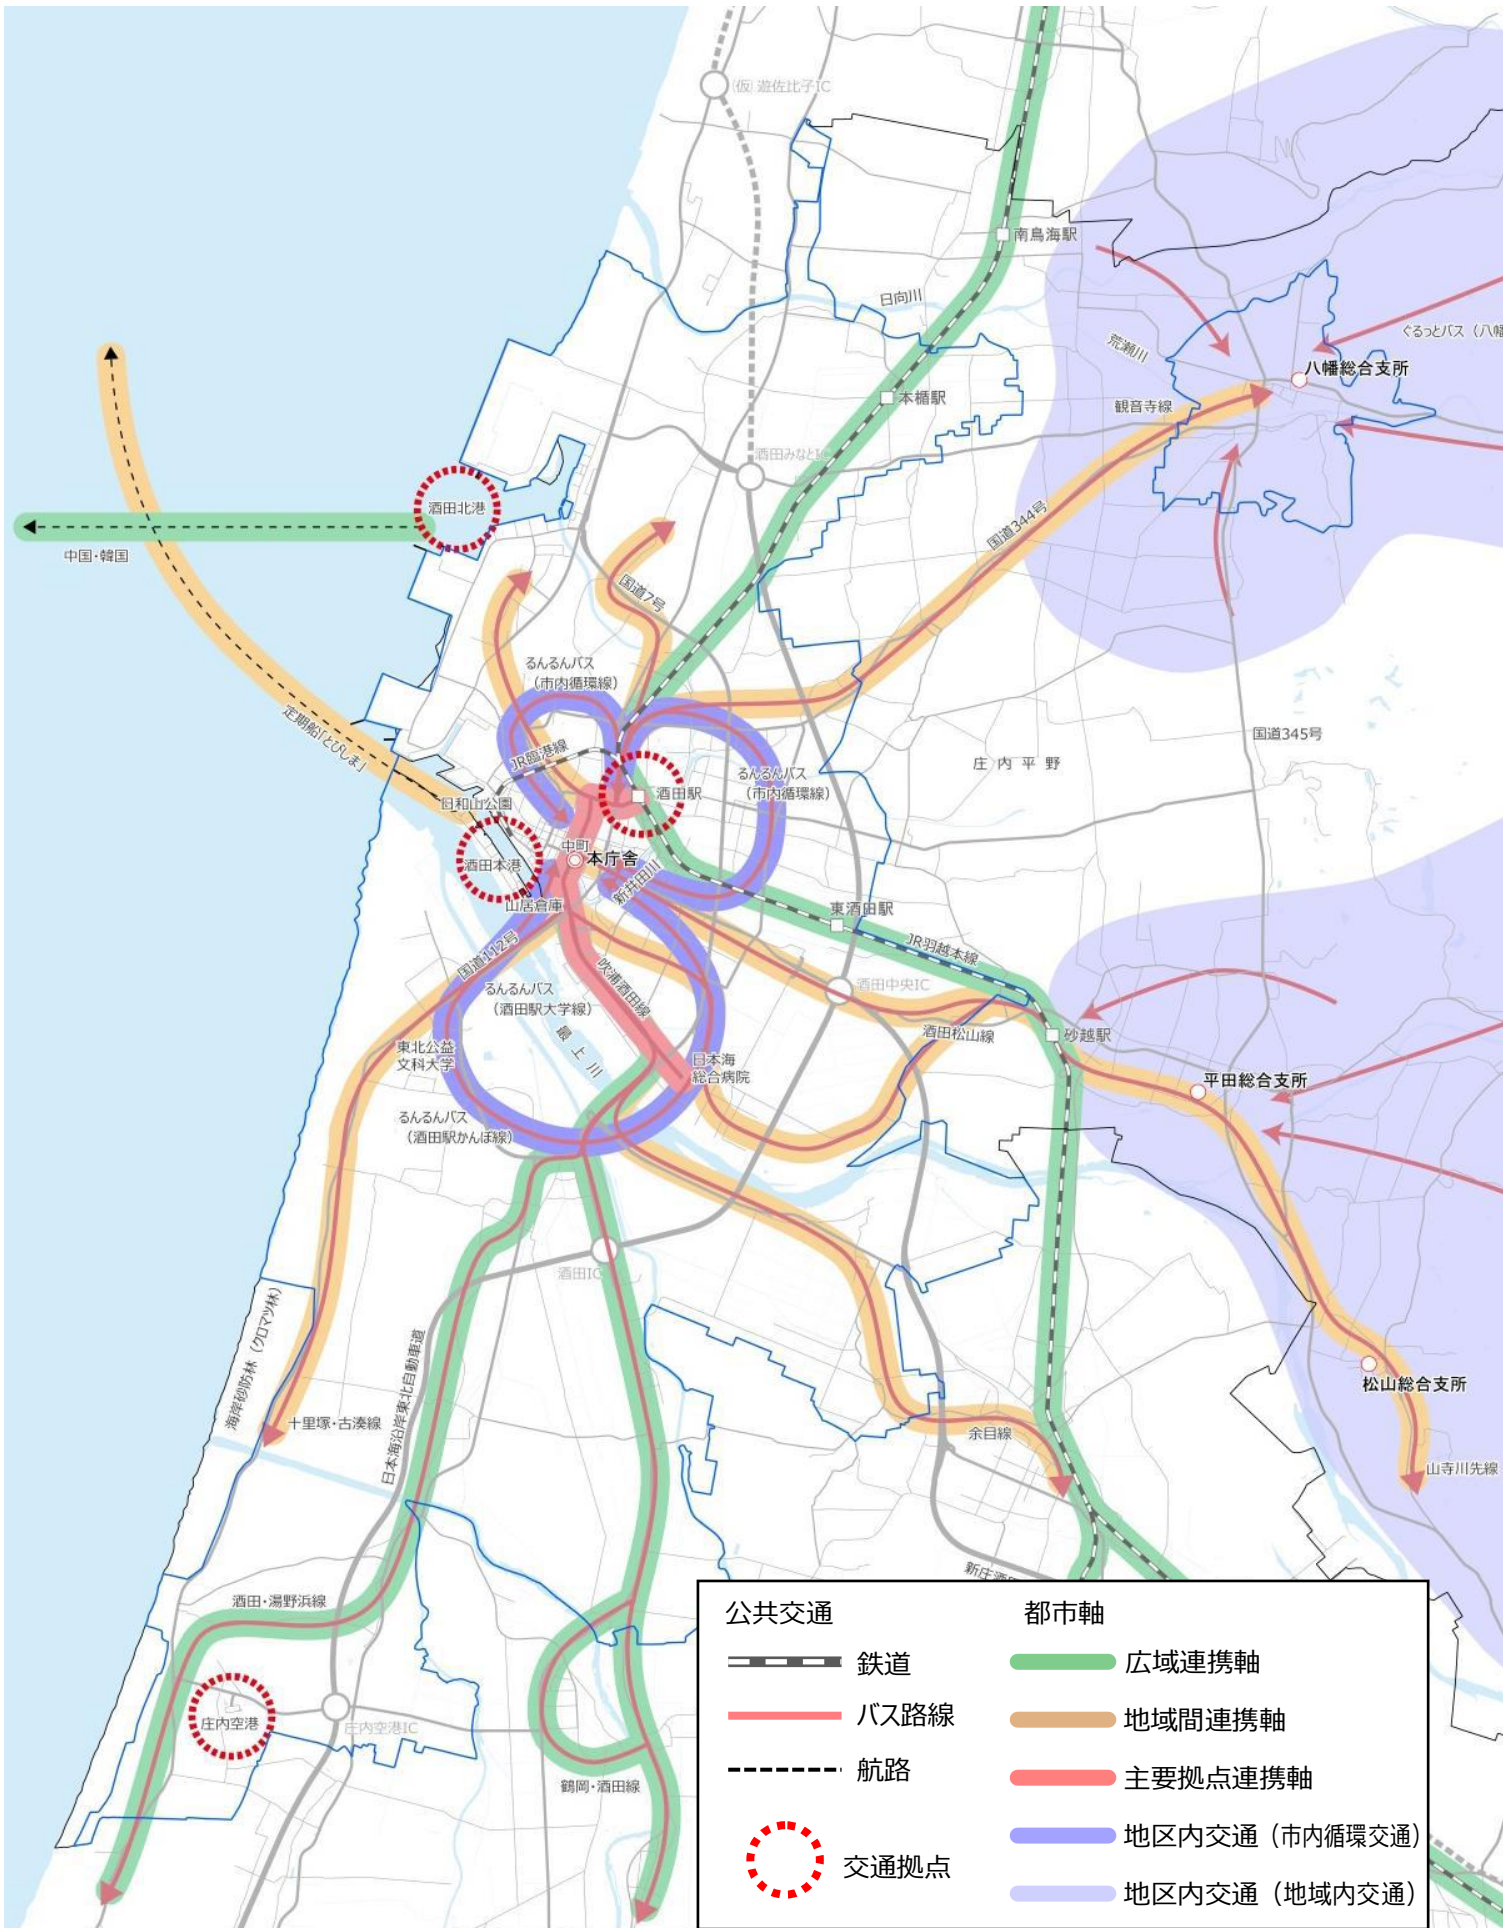 (仮)遊佐比子IC
南鳥海駅
日向川
ぐるっとバス（八幡
荒瀬川
八幡総合支所
本楯駅
観音寺線
酒田みなとIC
酒田北港
国道344号
中国・韓国
国道7号
るんるんバス
（市内循環線）
定期船「とびしま」
国道345号
JR臨港線
庄内平野
るんるんバス
（市内循環線）
酒田駅
日和山公園
中町
本庁舎
酒田本港
新井田川
山居倉庫
東酒田駅
国道112号
JR羽越本線
吹浦酒田線
るんるんバス
（酒田駅大学線）
酒田中央IC
酒田松山線
砂越駅
最上川
東北公益
文科大学
日本海
総合病院
平田総合支所
るんるんバス
（酒田駅かんぽ線）
酒田IC
海岸砂防林（クロマツ林）
日本海沿岸東北自動車道
松山総合支所
十里塚・古湊線
余目線
山寺川先線
新庄酒
酒田・湯野浜線
庄内空港
庄内空港IC
鶴岡・酒田線
公共交通
鉄道
バス路線
航路
交通拠点
都市軸
広域連携軸
地域間連携軸
主要拠点連携軸
地区内交通（市内循環交通）
地区内交通（地域内交通）